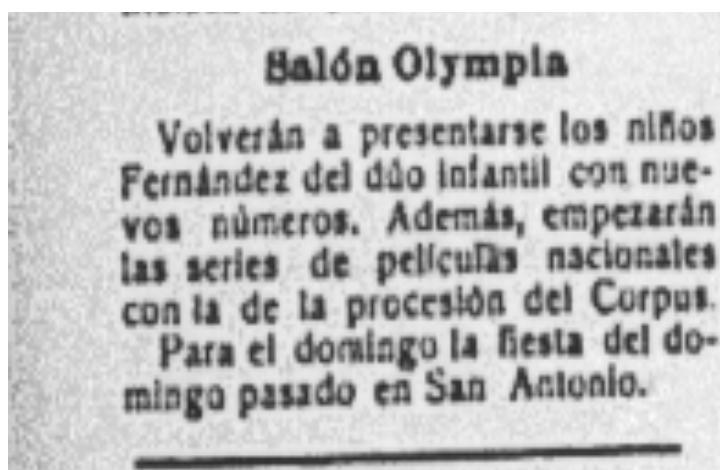 Salón Olympia
Volverán a presentarse los niños
Fernández del dúo infantil con nue-
vos números. Además, empezarán
las series de películas nacionales
con la de la procesión del Corpus.
Para el domingo la fiesta del do-
mingo pasado en San Antonio.